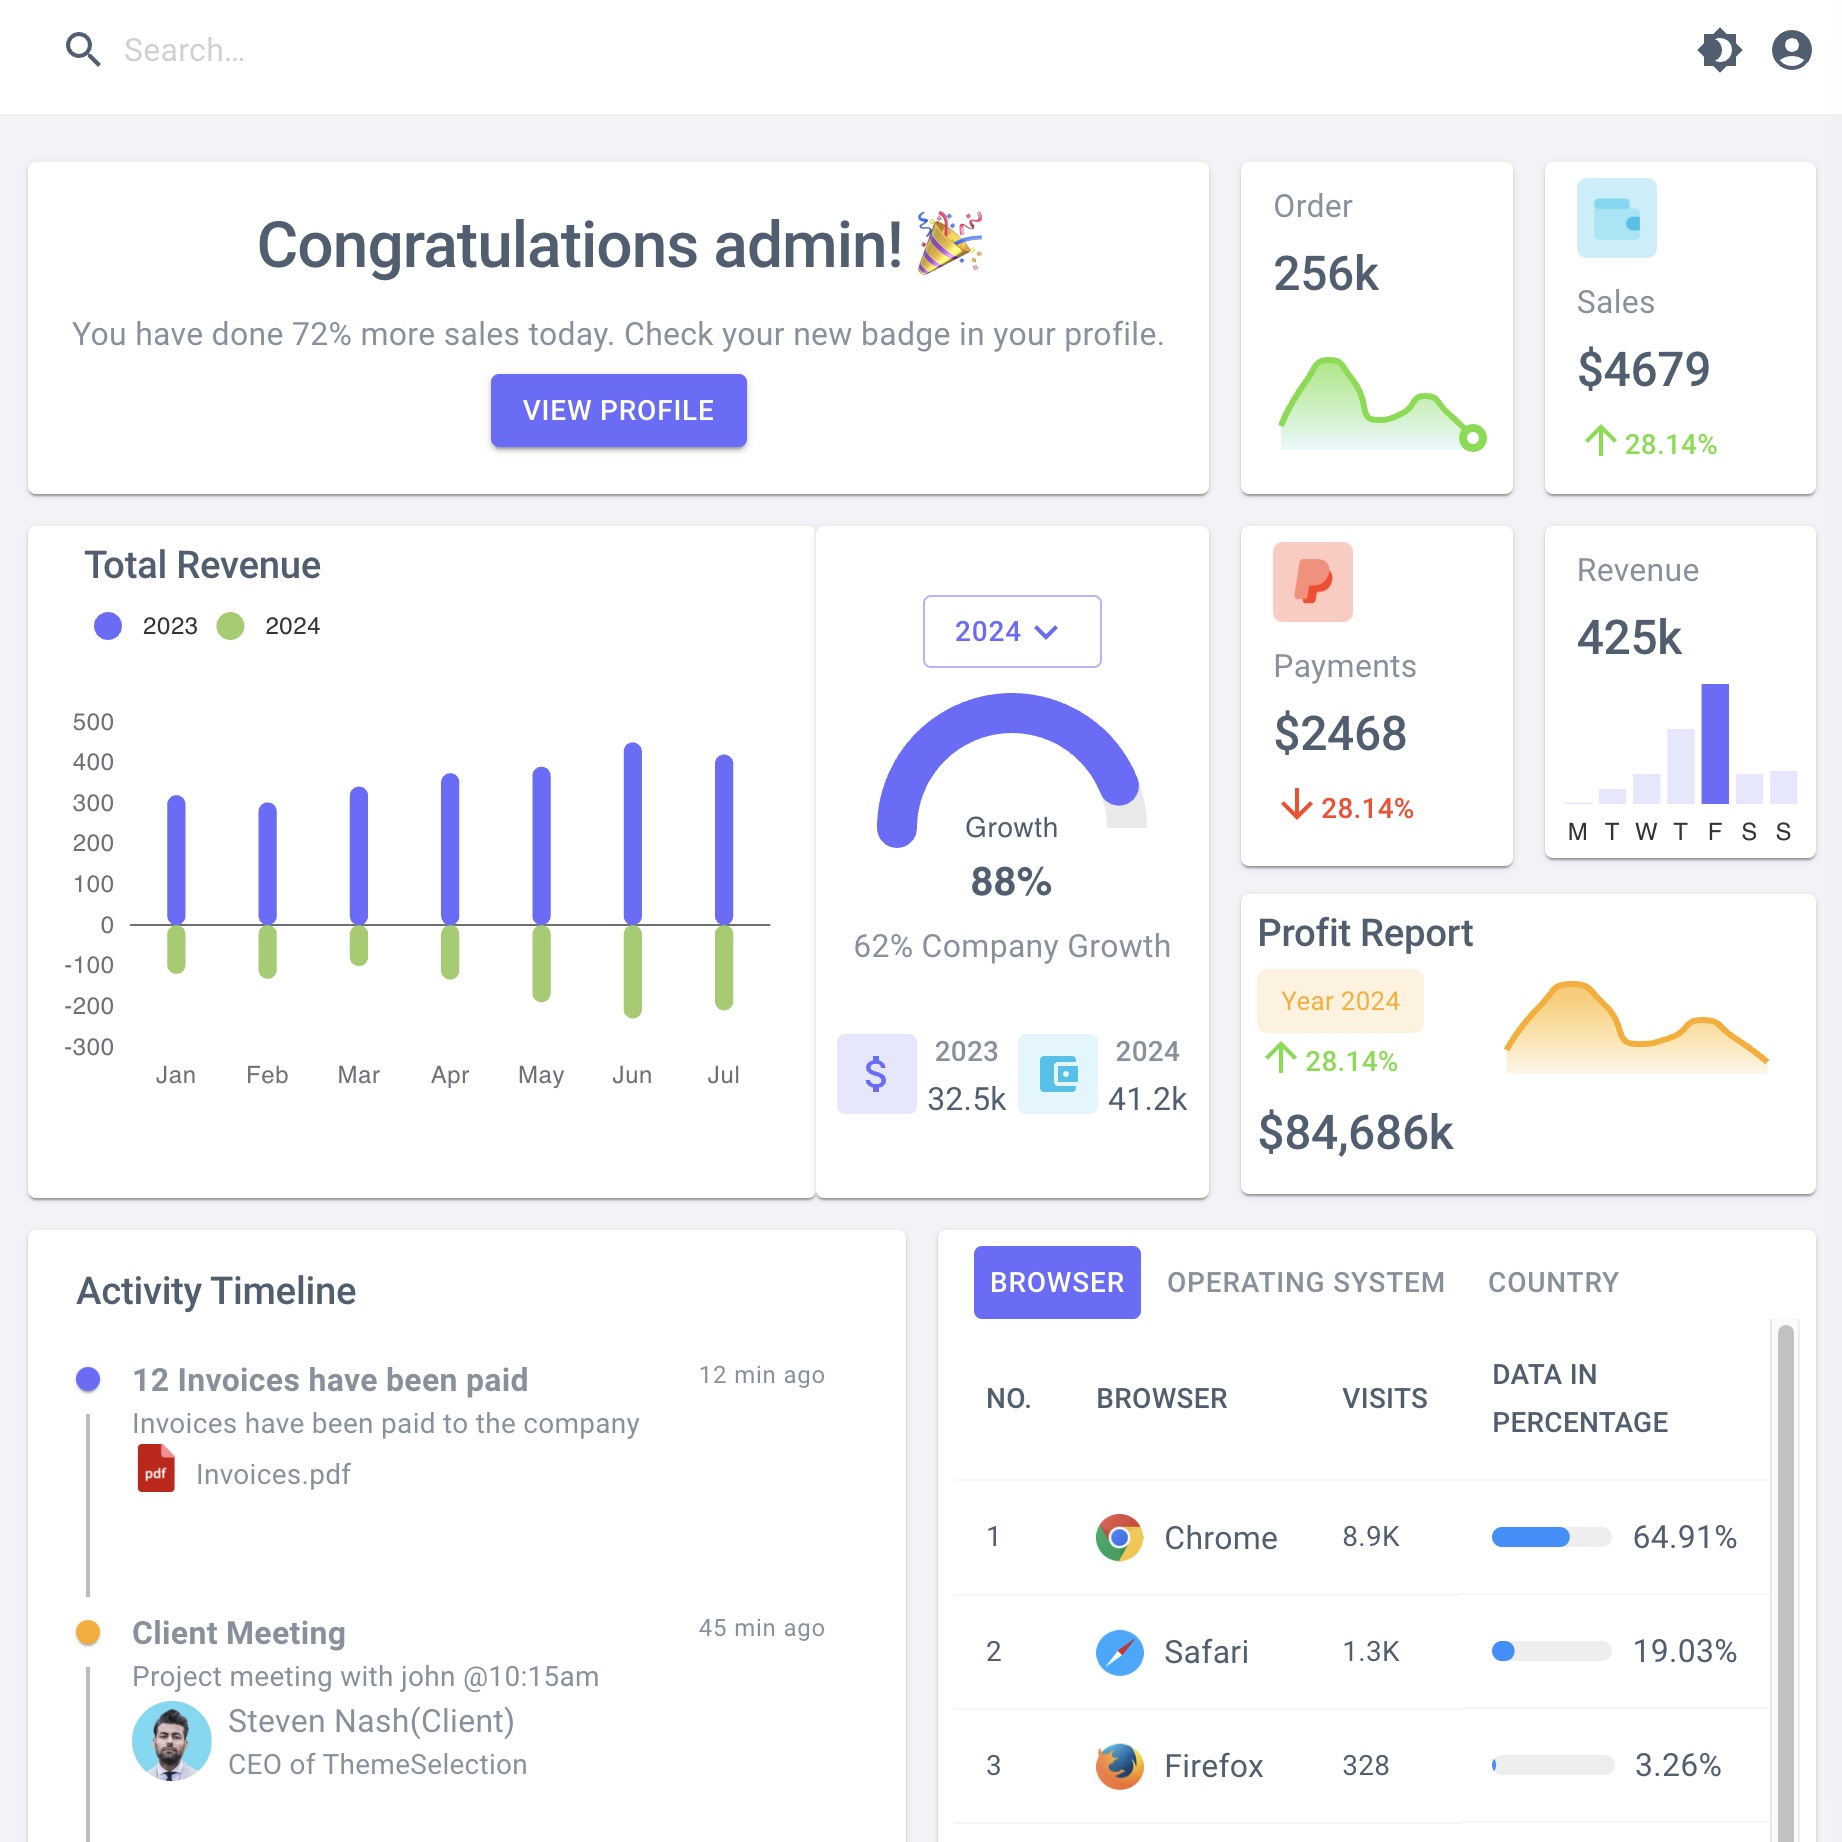 Search…
Congratulations admin! 🎉
You have done 72% more sales today. Check your new badge in your profile.
VIEW PROFILE
Order
256k
Sales
$4679
28.14%
Total Revenue
2023
2024
500
400
300
200
100
0
-100
-200
-300
Jan Feb Mar Apr May Jun Jul
2024
Growth
88%
62% Company Growth
$
2023
32.5k
2024
41.2k
Payments
$2468
28.14%
Revenue
425k
M T W T F S S
Profit Report
Year 2024
28.14%
$84,686k
Activity Timeline
12 Invoices have been paid
12 min ago
Invoices have been paid to the company
pdf
Invoices.pdf
Client Meeting
45 min ago
Project meeting with john @10:15am
Steven Nash(Client)
CEO of ThemeSelection
BROWSER OPERATING SYSTEM COUNTRY
NO. BROWSER VISITS DATA IN
PERCENTAGE
1 Chrome 8.9K 64.91%
2 Safari 1.3K 19.03%
3 Firefox 328 3.26%